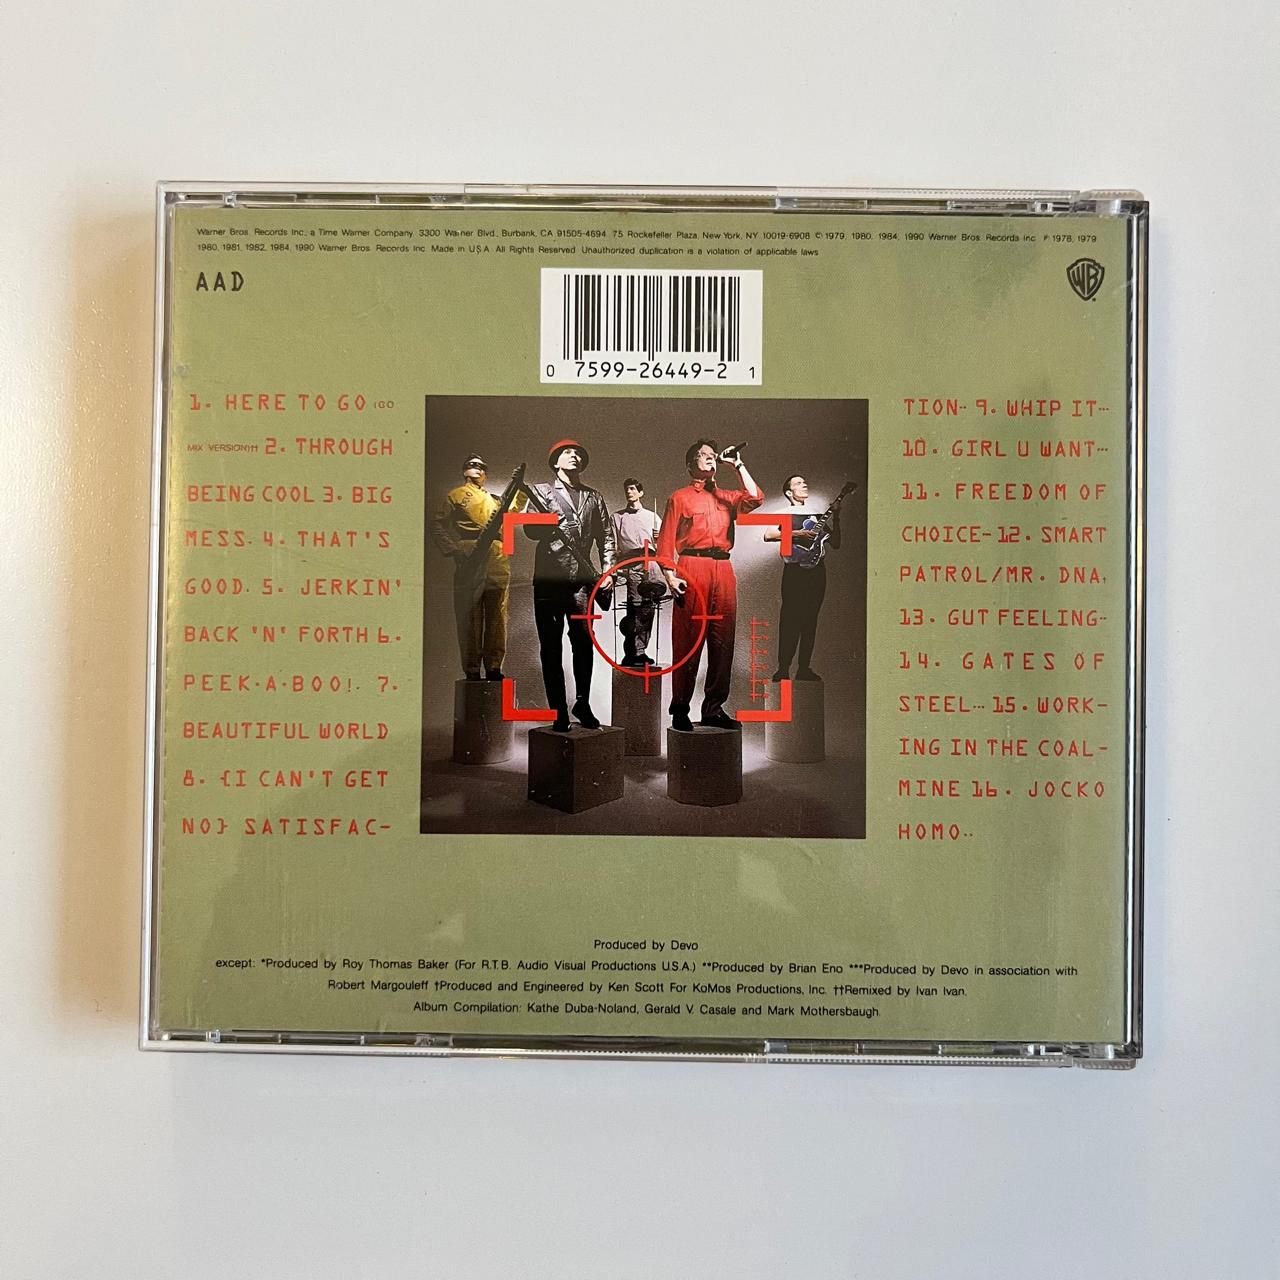 Warner Bros. Records Inc., a Time Warner Company, 3300 Warner Blvd., Burbank, CA 91505-4694. 75 Rockefeller Plaza, New York, NY 10019-6908 © 1979, 1980, 1984, 1990 Warner Bros. Records Inc. ℗ 1978, 1979
1980, 1981, 1982, 1984, 1990 Warner Bros. Records Inc. Made in U.S.A. All Rights Reserved. Unauthorized duplication is a violation of applicable laws
AAD
WB
0 7599-26449-2 1
1. HERE TO GO (GO
MIX VERSION)†† 2. THROUGH
BEING COOL 3. BIG
MESS. 4. THAT'S
GOOD. 5. JERKIN'
BACK 'N' FORTH 6.
PEEK-A-BOO!. 7.
BEAUTIFUL WORLD
8. {I CAN'T GET
NO} SATISFAC-
TION** 9. WHIP IT***
10. GIRL U WANT***
11. FREEDOM OF
CHOICE- 12. SMART
PATROL/MR. DNA†
13. GUT FEELING**
14. GATES OF
STEEL*** 15. WORK-
ING IN THE COAL-
MINE 16. JOCKO
HOMO**
Produced by Devo
except: *Produced by Roy Thomas Baker (For R.T.B. Audio Visual Productions U.S.A.) **Produced by Brian Eno ***Produced by Devo in association with
Robert Margouleff †Produced and Engineered by Ken Scott For KoMos Productions, Inc. ††Remixed by Ivan Ivan.
Album Compilation: Kathe Duba-Noland, Gerald V. Casale and Mark Mothersbaugh.